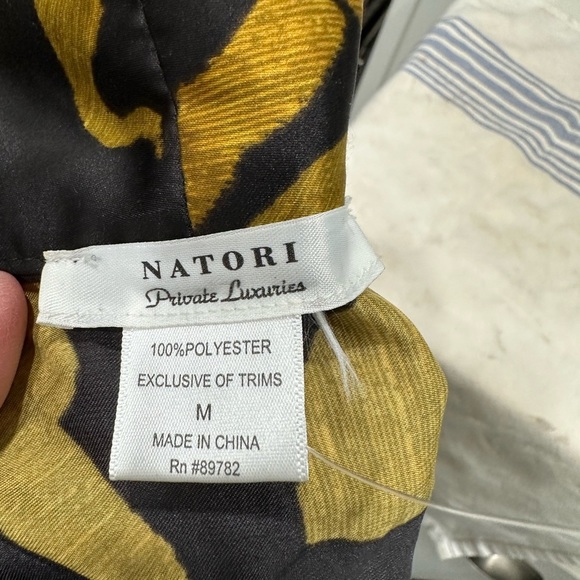 NATORI
Private Luxuries
100%POLYESTER
EXCLUSIVE OF TRIMS
M
MADE IN CHINA
Rn #89782